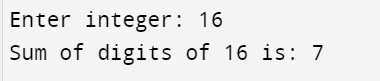 Enter integer: 16
Sum of digits of 16 is: 7